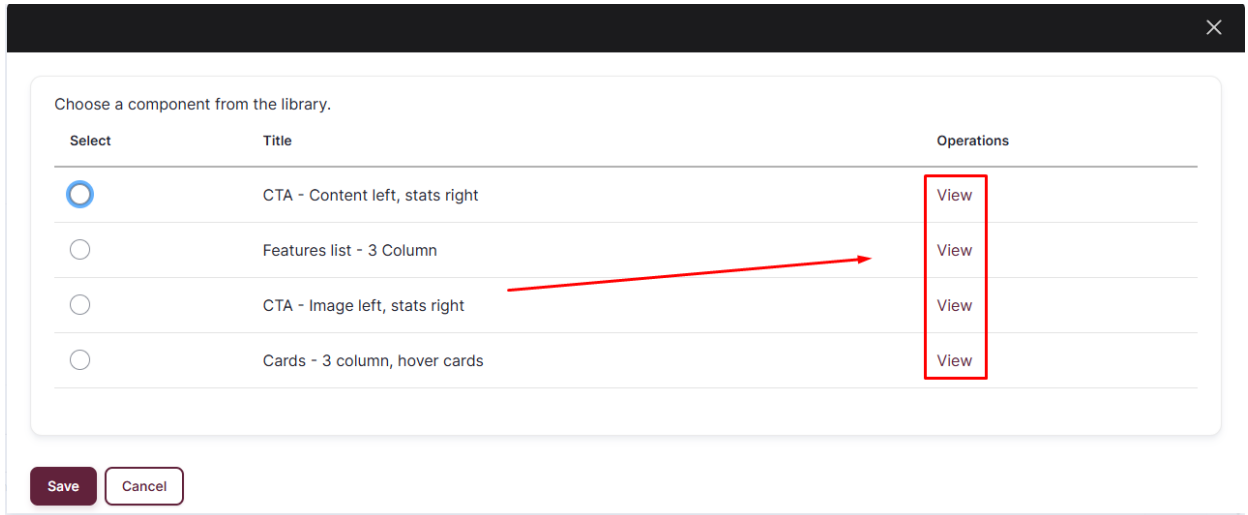 Choose a component from the library.
Select Title Operations
CTA - Content left, stats right View
Features list - 3 Column View
CTA - Image left, stats right View
Cards - 3 column, hover cards View
Save Cancel